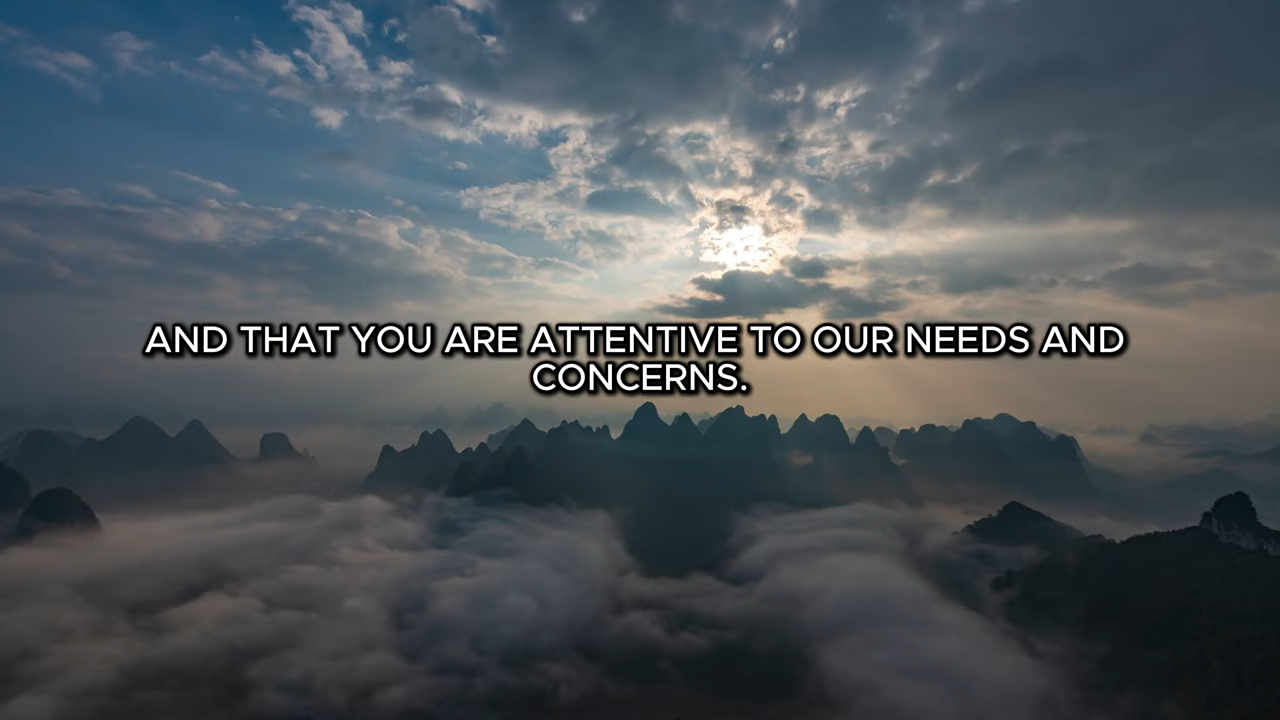 AND THAT YOU ARE ATTENTIVE TO OUR NEEDS AND
CONCERNS.